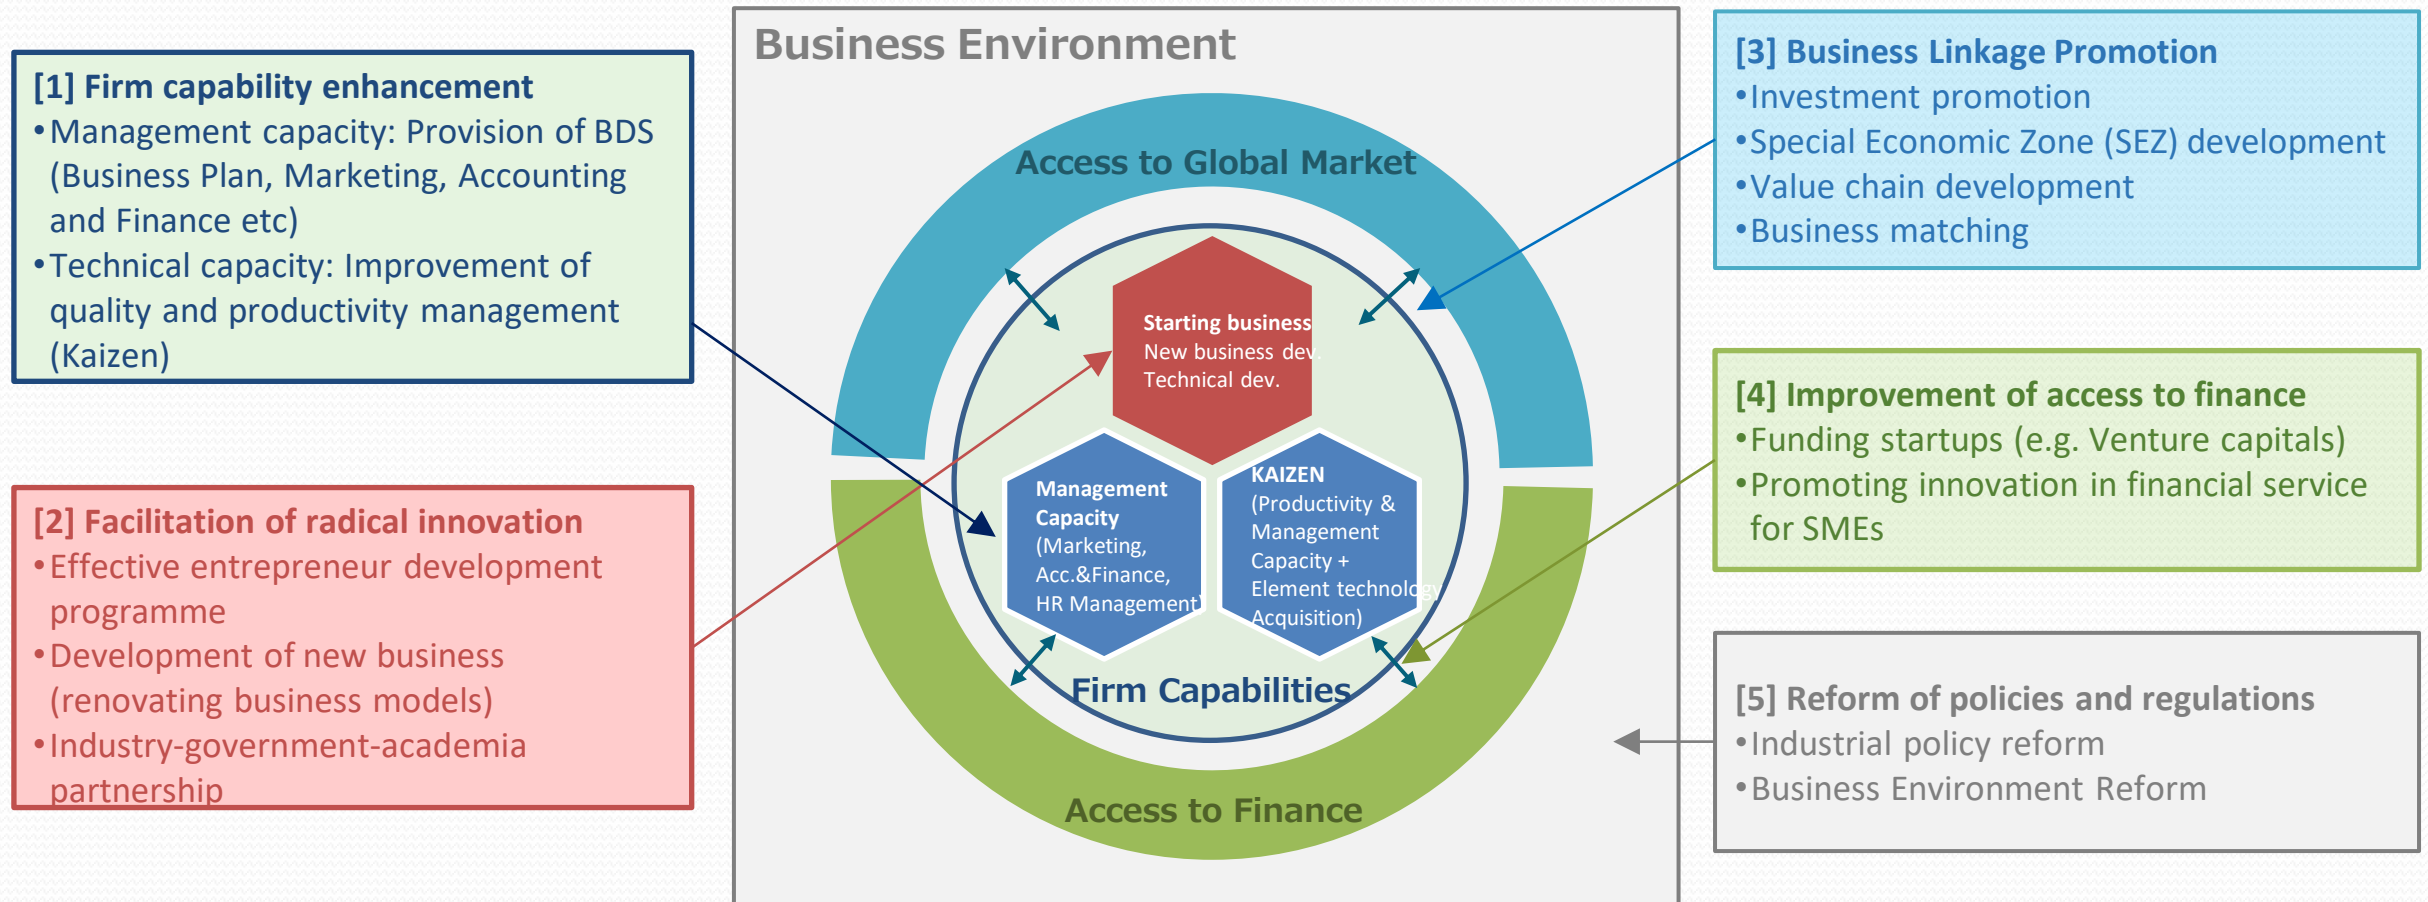 Business Environment
[1] Firm capability enhancement
•Management capacity: Provision of BDS
(Business Plan, Marketing, Accounting
and Finance etc)
•Technical capacity: Improvement of
quality and productivity management
(Kaizen)
[2] Facilitation of radical innovation
•Effective entrepreneur development
programme
•Development of new business
(renovating business models)
•Industry-government-academia
partnership
Access to Global Market
Starting business
New business dev.
Technical dev.
Management
Capacity
(Marketing,
Acc.&Finance,
HR Management)
KAIZEN
(Productivity &
Management
Capacity +
Element technology
Acquisition)
Firm Capabilities
Access to Finance
[3] Business Linkage Promotion
•Investment promotion
•Special Economic Zone (SEZ) development
•Value chain development
•Business matching
[4] Improvement of access to finance
•Funding startups (e.g. Venture capitals)
•Promoting innovation in financial service
for SMEs
[5] Reform of policies and regulations
•Industrial policy reform
•Business Environment Reform